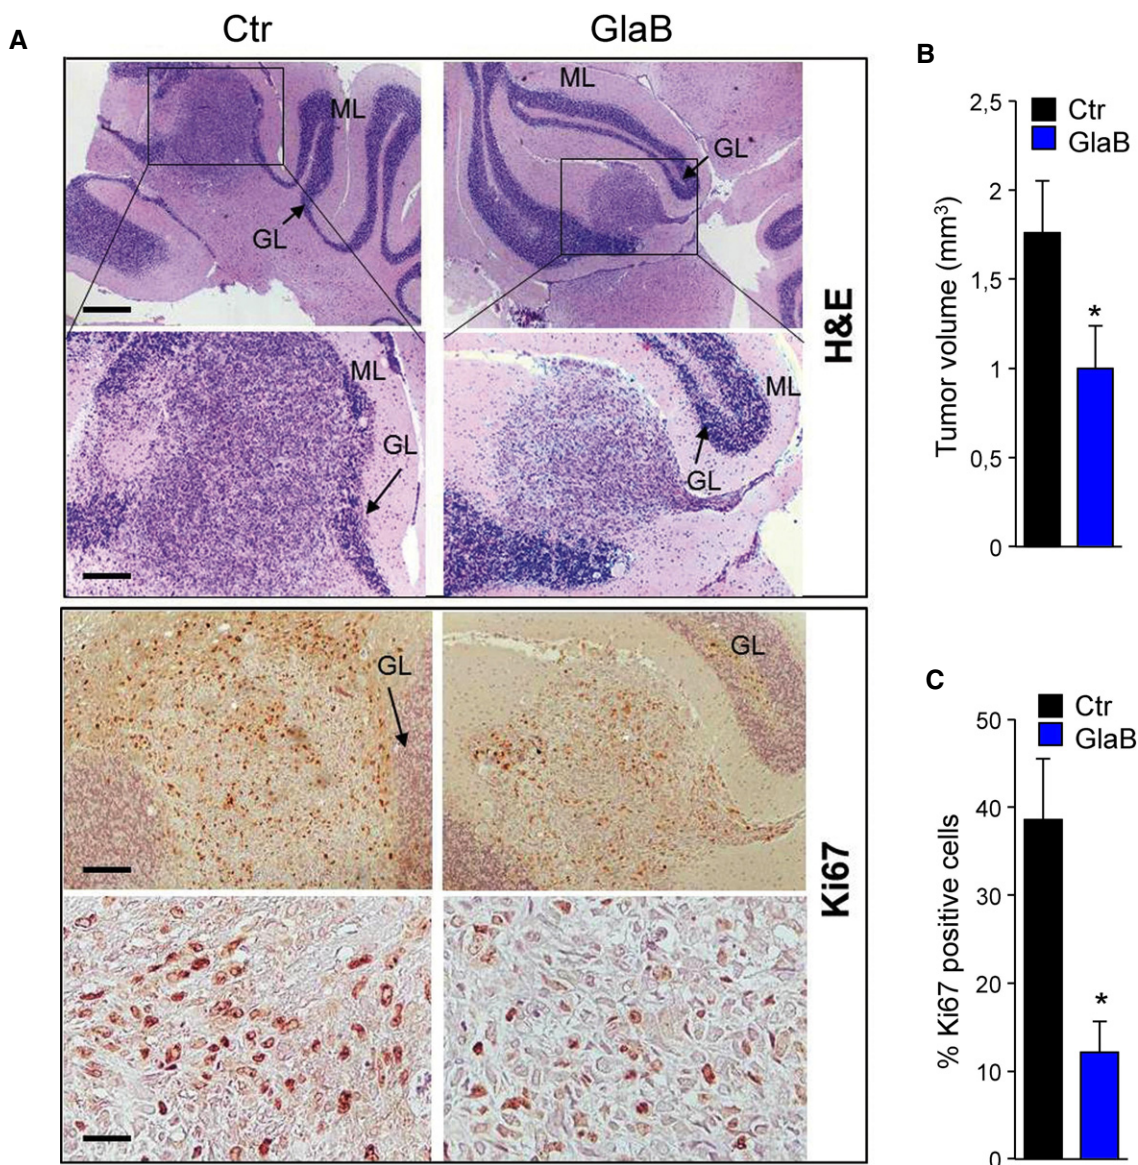 A
Ctr
GlaB
ML
GL
ML
GL
H&E
ML
GL
ML
GL
GL
GL
Ki67
B
Ctr
GlaB
2,5
2
1,5
1
0,5
0
Tumor volume (mm³)
*
C
Ctr
GlaB
50
40
30
20
10
0
% Ki67 positive cells
*